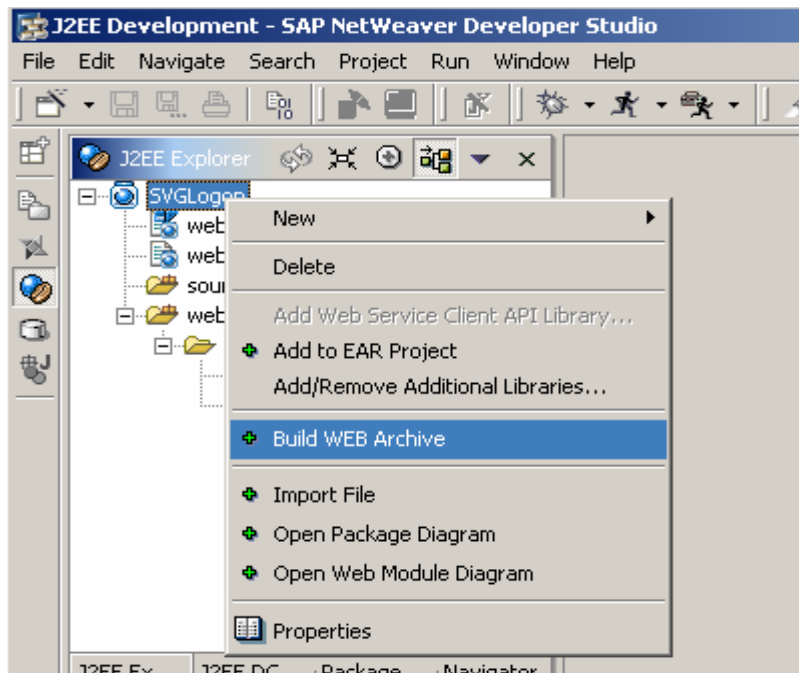 J2EE Development - SAP NetWeaver Developer Studio
File Edit Navigate Search Project Run Window Help
J2EE Explorer
SVGLogon
web
web
sour
web
New
Delete
Add Web Service Client API Library...
Add to EAR Project
Add/Remove Additional Libraries...
Build WEB Archive
Import File
Open Package Diagram
Open Web Module Diagram
Properties
J2EE Ex... J2EE DC... Package... Navigator